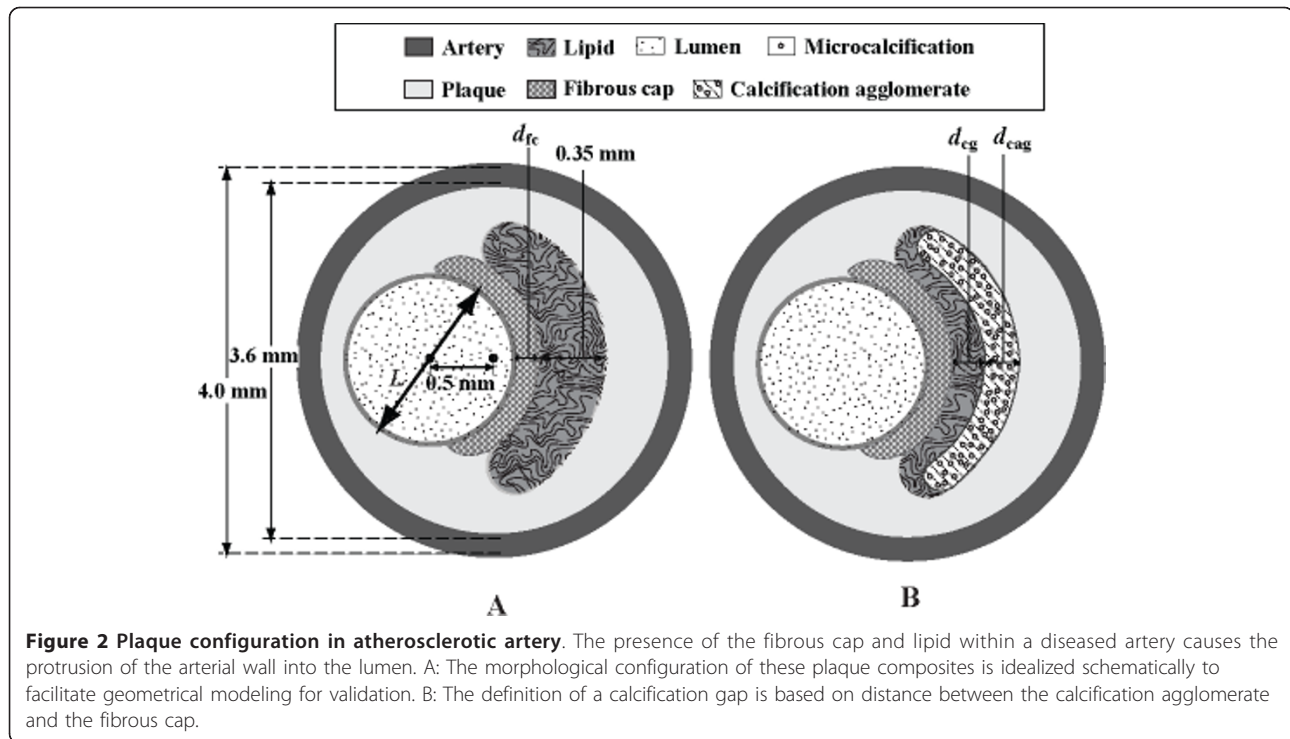 Artery Lipid Lumen Microcalcification
Plaque Fibrous cap Calcification agglomerate
d_fc
0.35 mm
d_cg d_cag
3.6 mm
4.0 mm
L
0.5 mm
A
B
Figure 2 Plaque configuration in atherosclerotic artery. The presence of the fibrous cap and lipid within a diseased artery causes the
protrusion of the arterial wall into the lumen. A: The morphological configuration of these plaque composites is idealized schematically to
facilitate geometrical modeling for validation. B: The definition of a calcification gap is based on distance between the calcification agglomerate
and the fibrous cap.